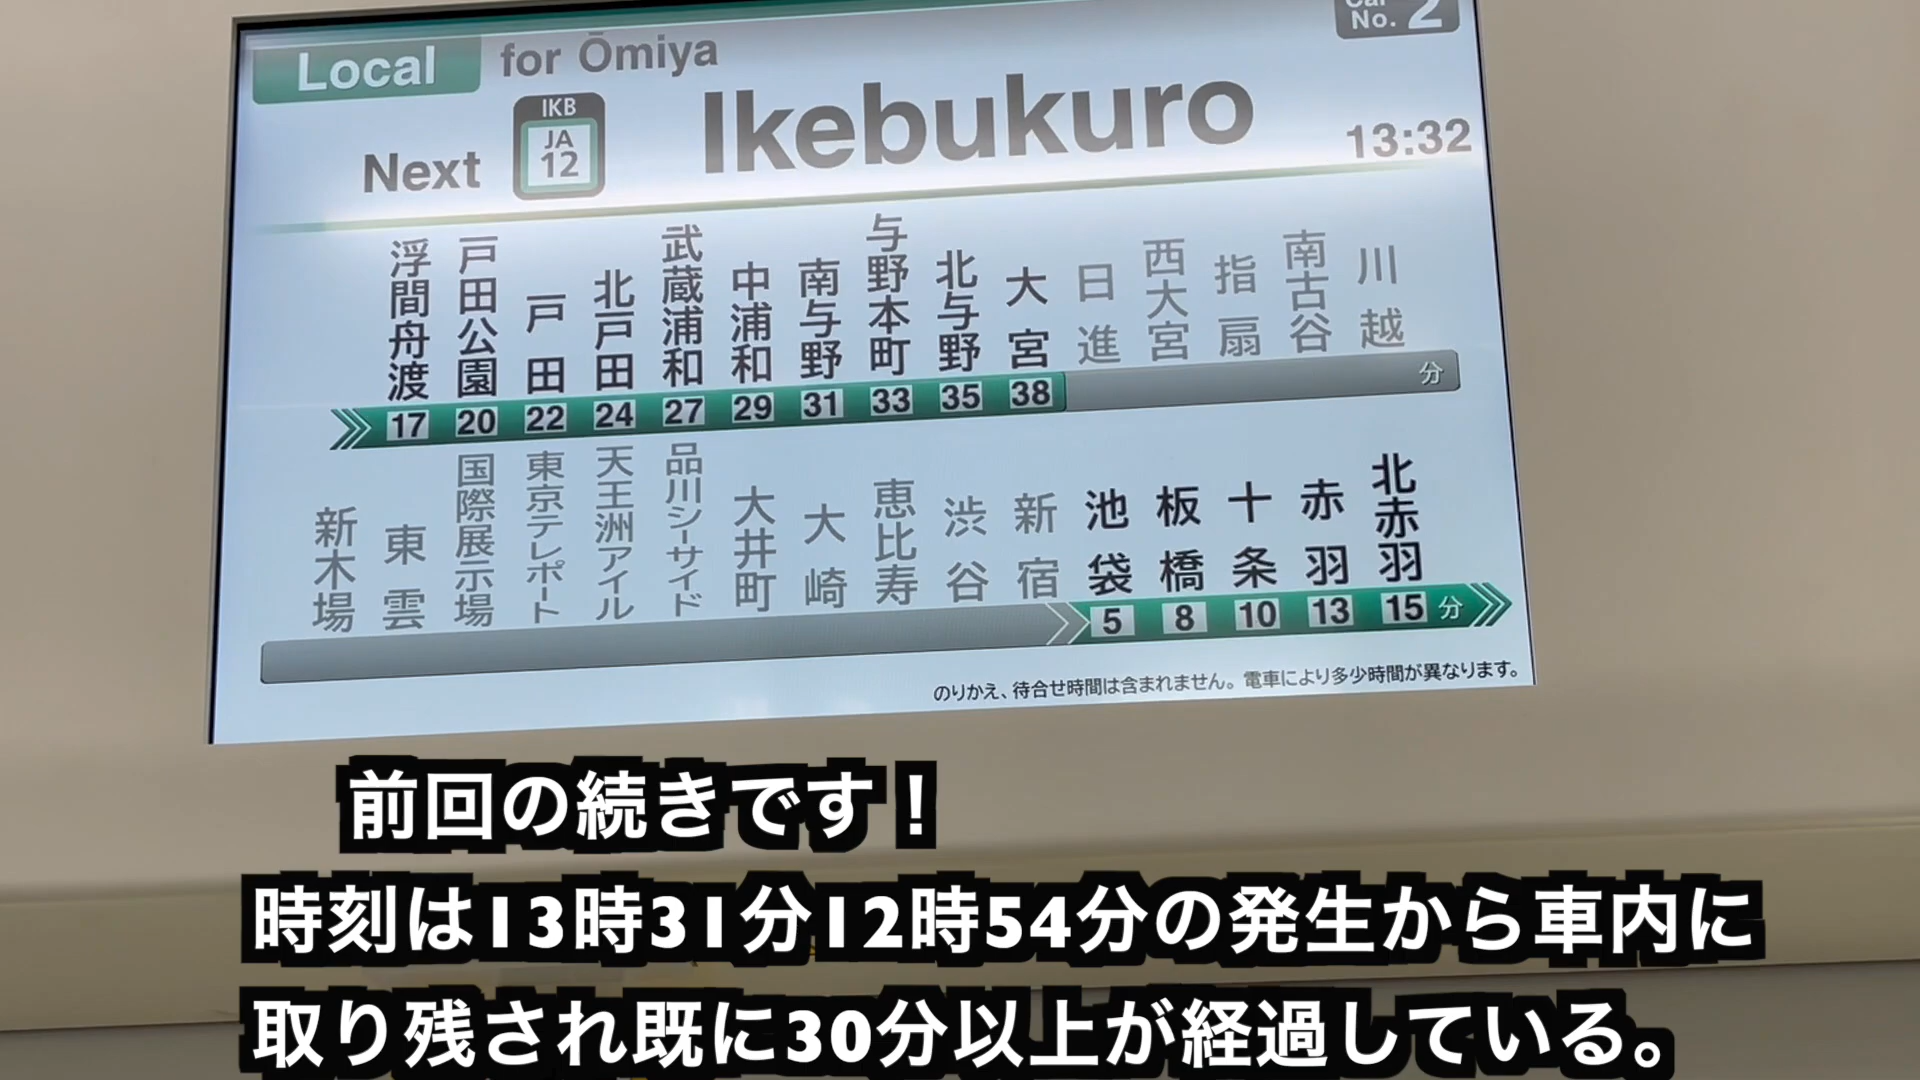 Local for Ōmiya
Car No. 2
Next IKB JA 12 Ikebukuro 13:32
浮間舟渡 戸田公園 戸田 北戸田 武蔵浦和 中浦和 南与野 与野本町 北与野 大宮 日進 西大宮 指扇 南古谷 川越
17 20 22 24 27 29 31 33 35 38 分
新木場 東雲 国際展示場 東京テレポート 天王洲アイル 品川シーサイド 大井町 大崎 恵比寿 渋谷 新宿 池袋 板橋 十条 赤羽 北赤羽
5 8 10 13 15 分
のりかえ、待合せ時間は含まれません。電車により多少時間が異なります。
前回の続きです！
時刻は13時31分12時54分の発生から車内に
取り残され既に30分以上が経過している。